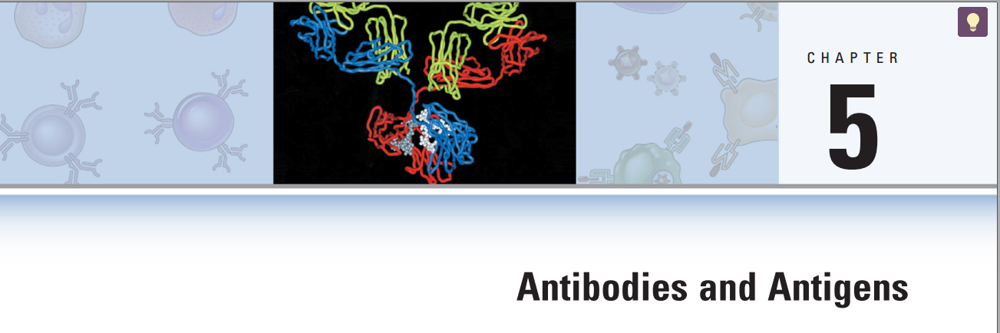 CHAPTER
5
Antibodies and Antigens